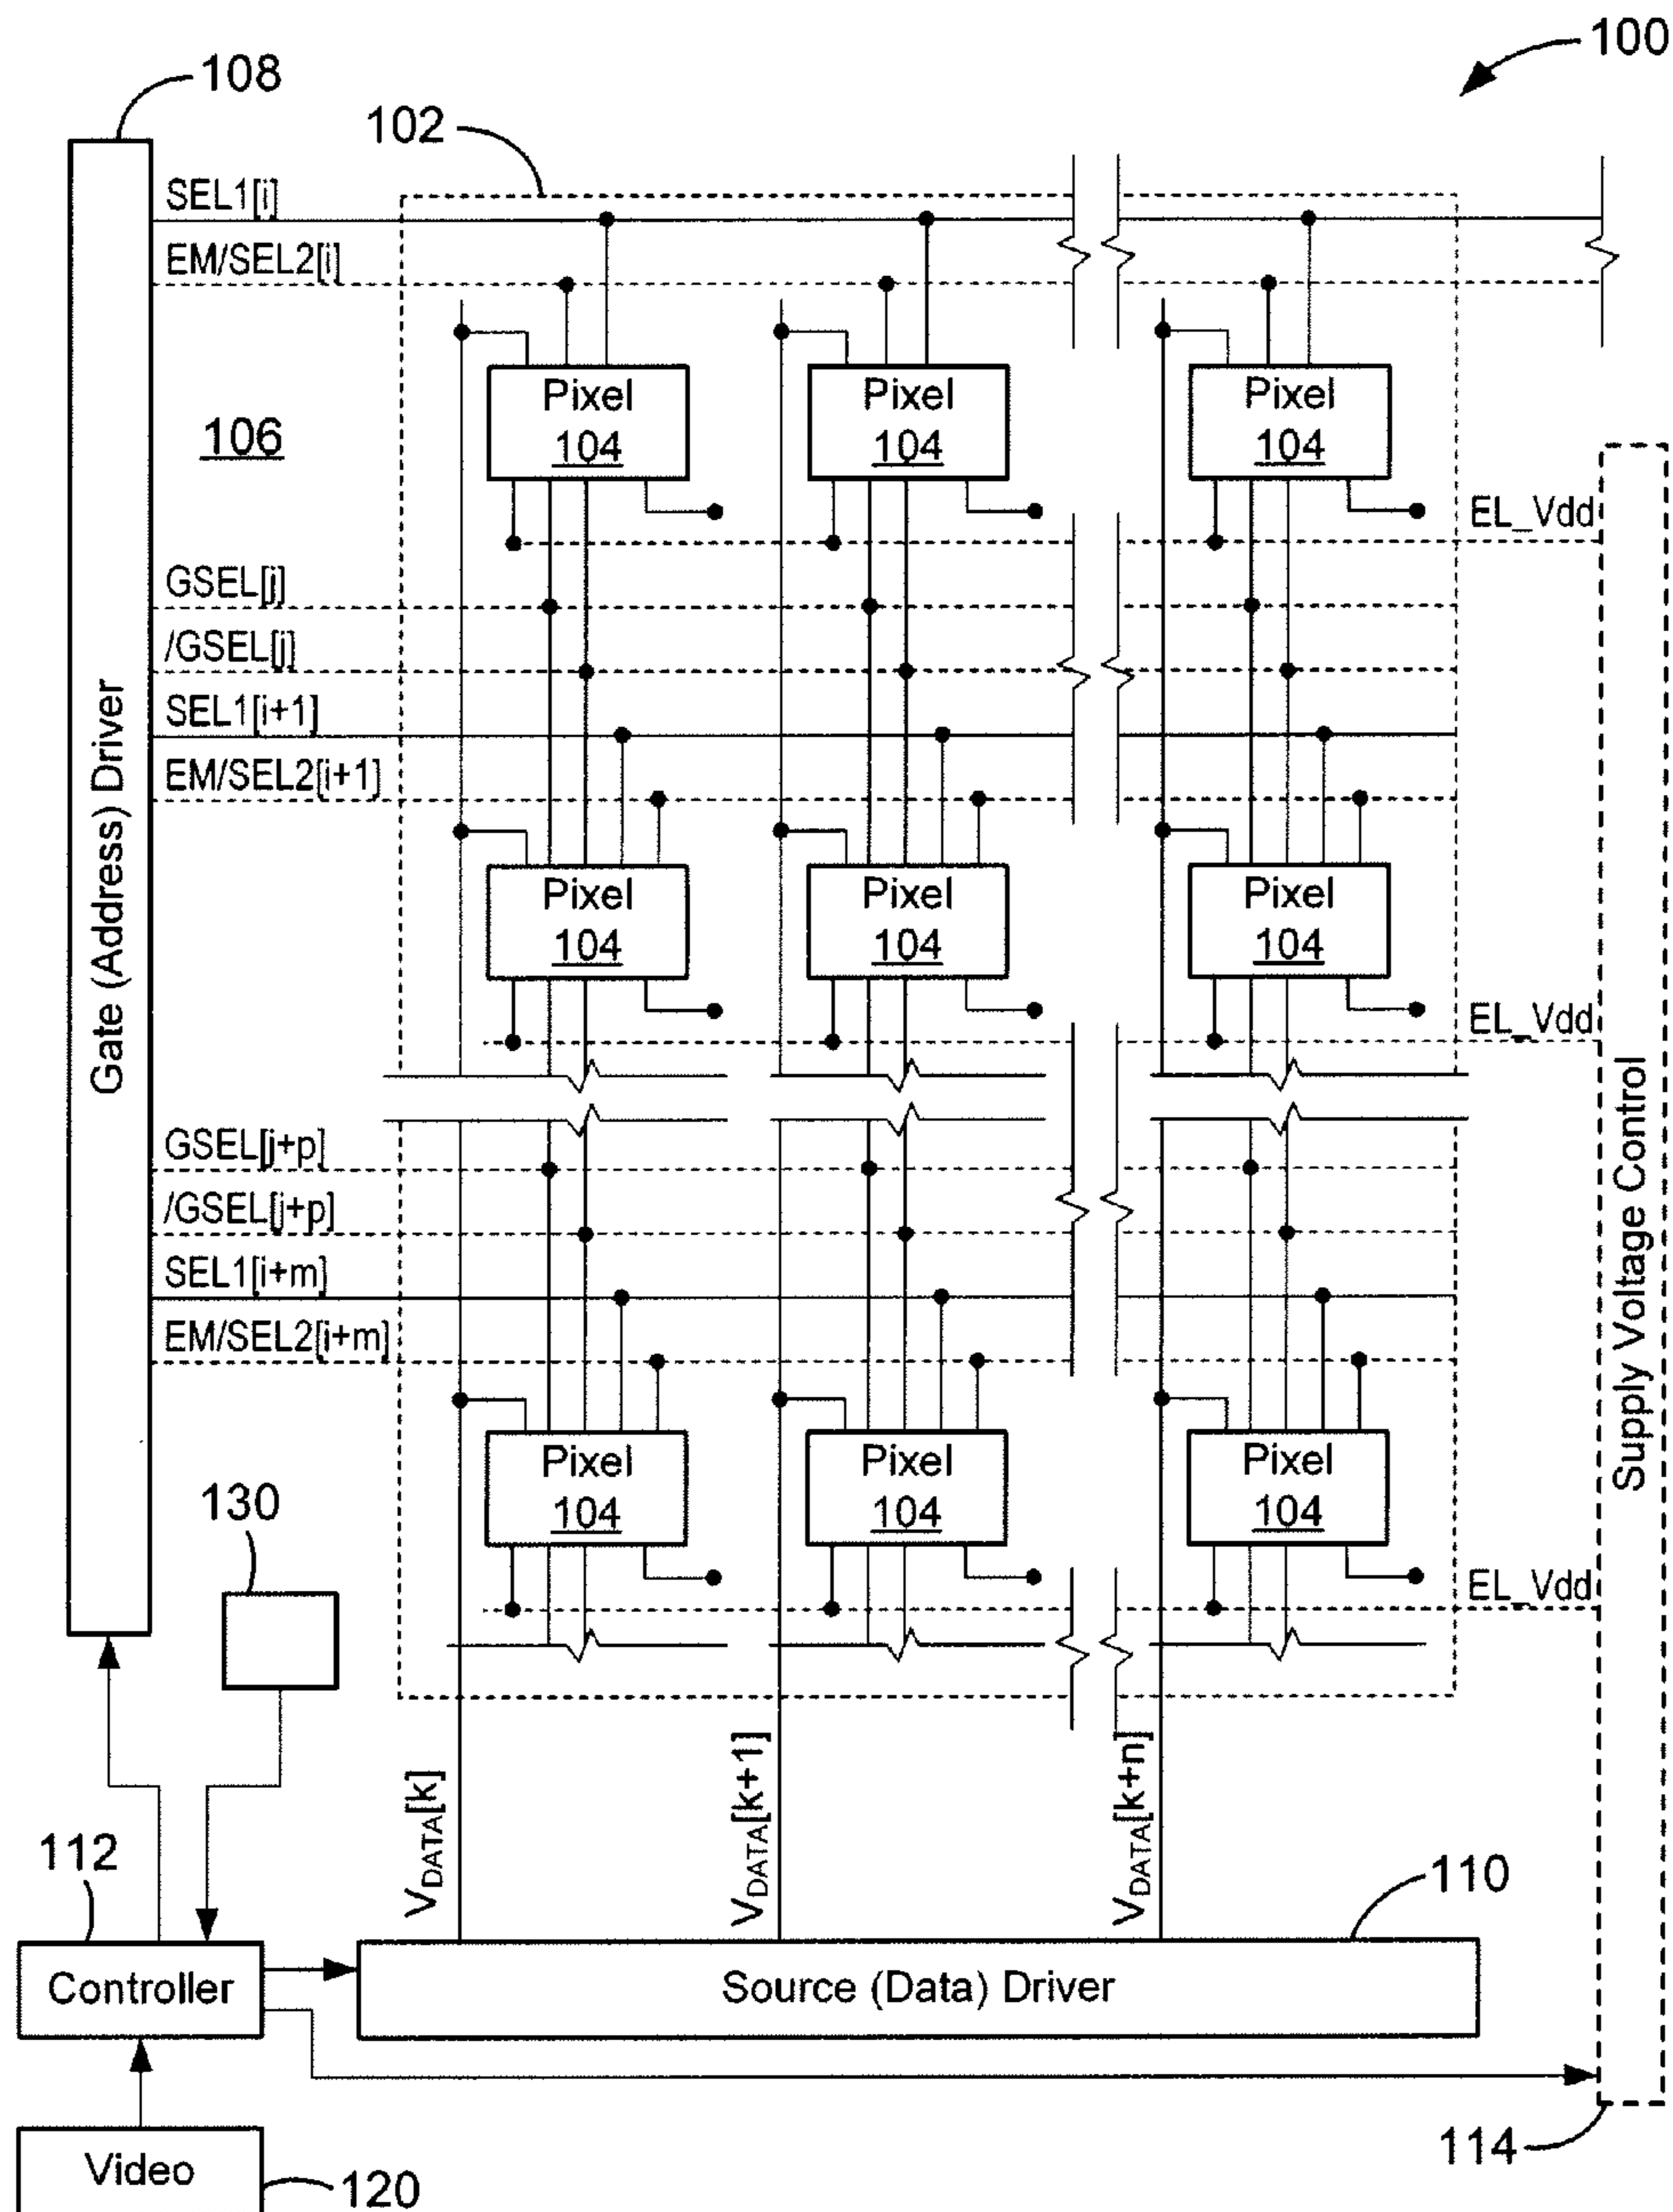 100
108
102
SEL1[i]
EM/SEL2[i]
Pixel
104
Pixel
104
Pixel
104
106
EL_Vdd
GSEL[j]
/GSEL[j]
SEL1[i+1]
EM/SEL2[i+1]
Gate (Address) Driver
Pixel
104
Pixel
104
Pixel
104
EL_Vdd
Supply Voltage Control
GSEL[j+p]
/GSEL[j+p]
SEL1[i+m]
EM/SEL2[i+m]
Pixel
104
Pixel
104
Pixel
104
130
EL_Vdd
VDATA[k]
VDATA[k+1]
VDATA[k+n]
112
110
Controller
Source (Data) Driver
114
Video
120